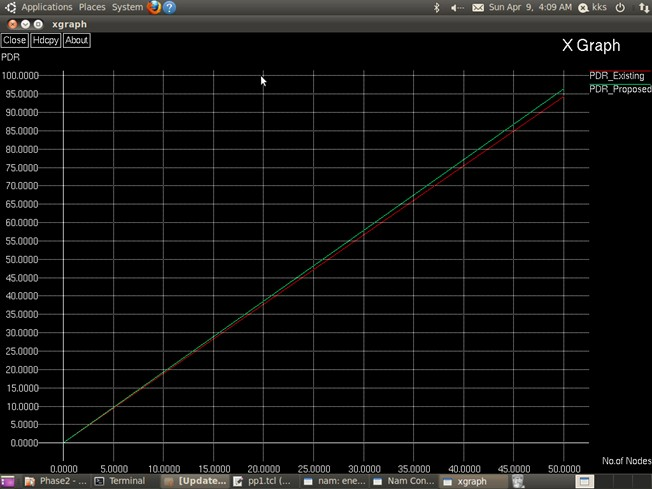 Applications Places System ? Sun Apr 9, 4:09 AM kks
xgraph
Close Hdcpy About
X Graph
PDR
PDR_Existing
PDR_Proposed
100.0000
95.0000
90.0000
85.0000
80.0000
75.0000
70.0000
65.0000
60.0000
55.0000
50.0000
45.0000
40.0000
35.0000
30.0000
25.0000
20.0000
15.0000
10.0000
5.0000
0.0000
0.0000 5.0000 10.0000 15.0000 20.0000 25.0000 30.0000 35.0000 40.0000 45.0000 50.0000
No.of Nodes
Phase2 - ... Terminal [Update... pp1.tcl (... nam: ene... Nam Con... xgraph